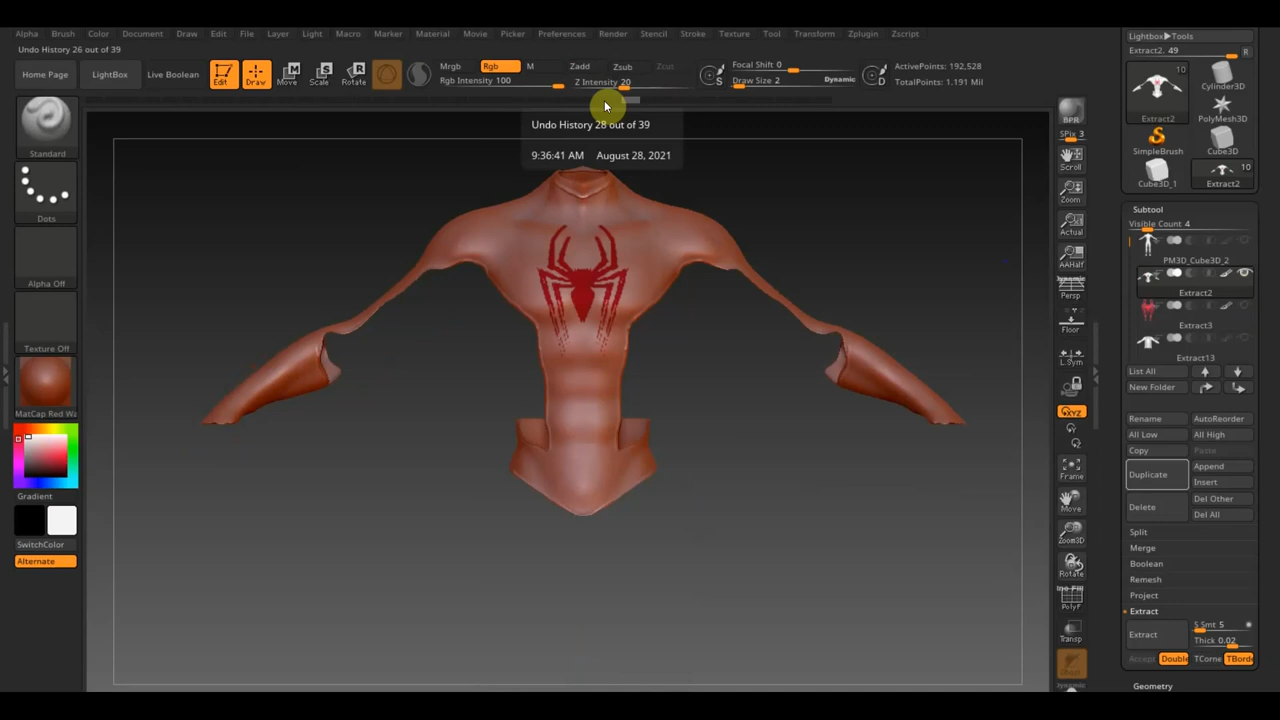 Alpha Brush Color Document Draw Edit File Layer Light Macro Marker Material Movie Picker Preferences Render Stencil Stroke Texture Tool Transform Zplugin Zscript
Undo History 26 out of 39
Home Page
LightBox
Live Boolean
Edit
Draw
Move
Scale
Rotate
Mrgb Rgb M
Rgb Intensity 100
Zadd Zsub Zcut
Z Intensity 20
S
Focal Shift 0
Draw Size 2 Dynamic
D
ActivePoints: 192,528
TotalPoints: 1.191 Mil
Undo History 28 out of 39
9:36:41 AM August 28, 2021
Standard
Dots
Alpha Off
Texture Off
MatCap Red Wa
Gradient
SwitchColor
Alternate
BPR
SPix 3
Scroll
Zoom
Actual
AAHalf
Dynamic
Persp
Floor
L.Sym
XYZ
Frame
Move
Zoom3D
Rotate
PolyF
Transp
Dynamic
Lightbox▶Tools
Extract2. 49 R
10
Extract2
Cylinder3D
PolyMesh3D
SimpleBrush
Cube3D
Cube3D_1
10
Extract2
Subtool
Visible Count 4
PM3D_Cube3D_2
Extract2
Extract3
Extract13
List All
New Folder
Rename AutoReorder
All Low All High
Copy Paste
Duplicate
Append
Insert
Delete
Del Other
Del All
Split
Merge
Boolean
Remesh
Project
Extract
Extract
S Smt 5
Thick 0.02
Accept Double TCorne TBorde
Geometry